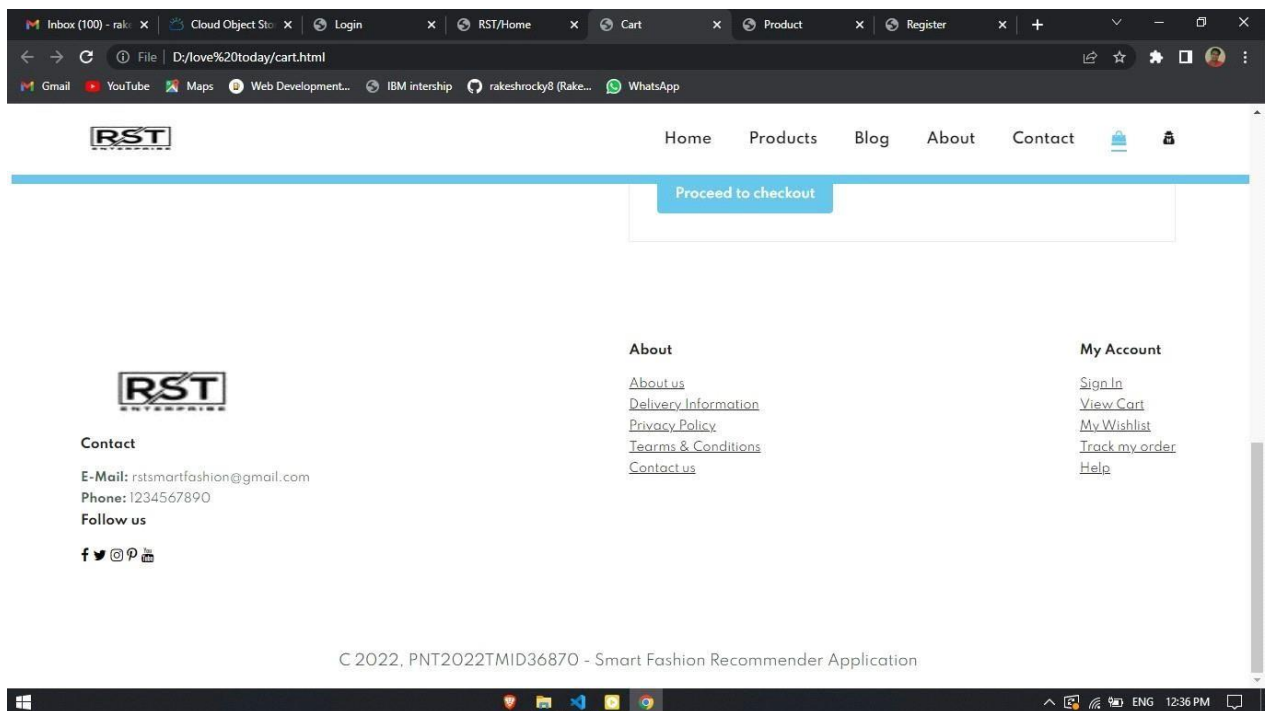 Inbox (100) - rak
Cloud Object Sto
Login
RST/Home
Cart
Product
Register
File
D:/love%20today/cart.html
Gmail
YouTube
Maps
Web Development...
IBM intership
rakeshrocky8 (Rake...
WhatsApp
RST
ENTERPRISE
Home Products Blog About Contact
Proceed to checkout
RST
ENTERPRISE
Contact
E-Mail: rstsmartfashion@gmail.com
Phone: 1234567890
Follow us
You
Tube
About
About us
Delivery Information
Privacy Policy
Tearms & Conditions
Contact us
My Account
Sign In
View Cart
My Wishlist
Track my order
Help
C 2022, PNT2022TMID36870 - Smart Fashion Recommender Application
ENG 12:36 PM